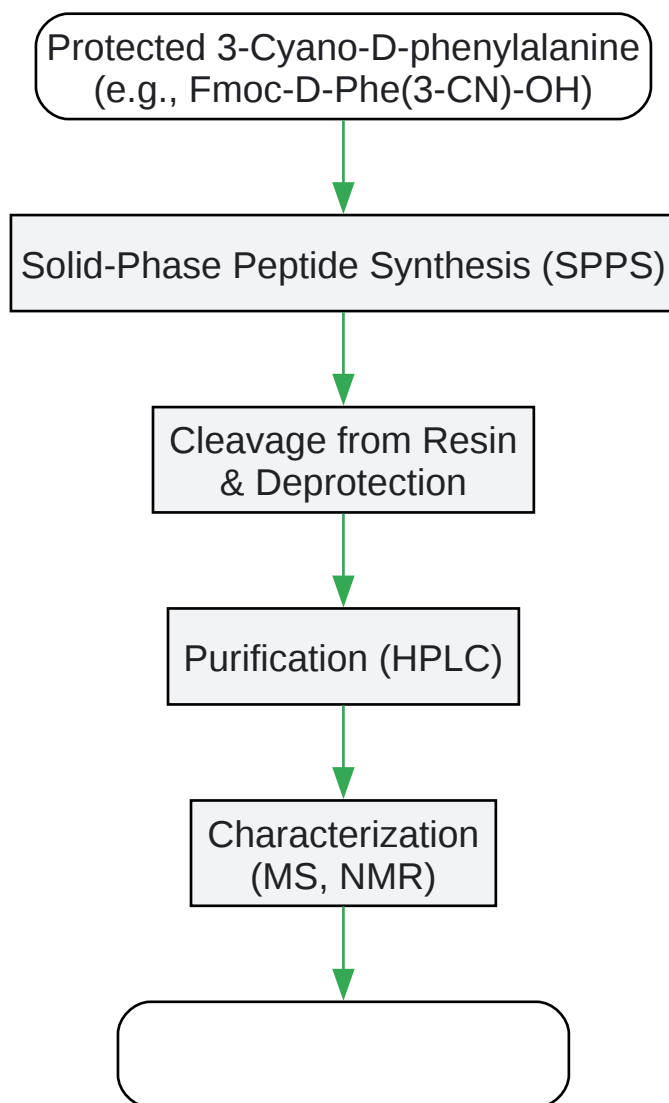 Protected 3-Cyano-D-phenylalanine
(e.g., Fmoc-D-Phe(3-CN)-OH)
Solid-Phase Peptide Synthesis (SPPS)
Cleavage from Resin
& Deprotection
Purification (HPLC)
Characterization
(MS, NMR)